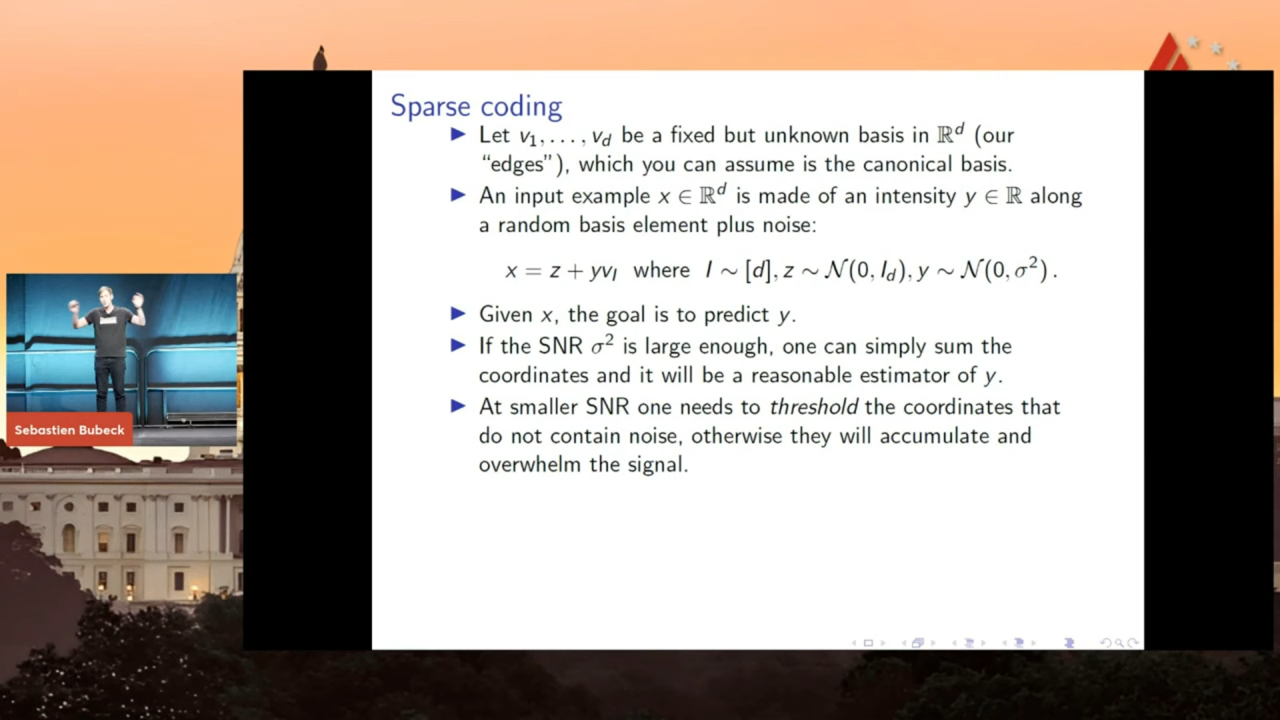 Sparse coding
▶ Let v₁, . . . , v_d be a fixed but unknown basis in ℝᵈ (our
“edges”), which you can assume is the canonical basis.
▶ An input example x ∈ ℝᵈ is made of an intensity y ∈ ℝ along
a random basis element plus noise:
x = z + yv_I where I ∼ [d], z ∼ 𝒩(0, I_d), y ∼ 𝒩(0, σ²) .
▶ Given x, the goal is to predict y.
▶ If the SNR σ² is large enough, one can simply sum the
coordinates and it will be a reasonable estimator of y.
▶ At smaller SNR one needs to threshold the coordinates that
do not contain noise, otherwise they will accumulate and
overwhelm the signal.
Sebastien Bubeck